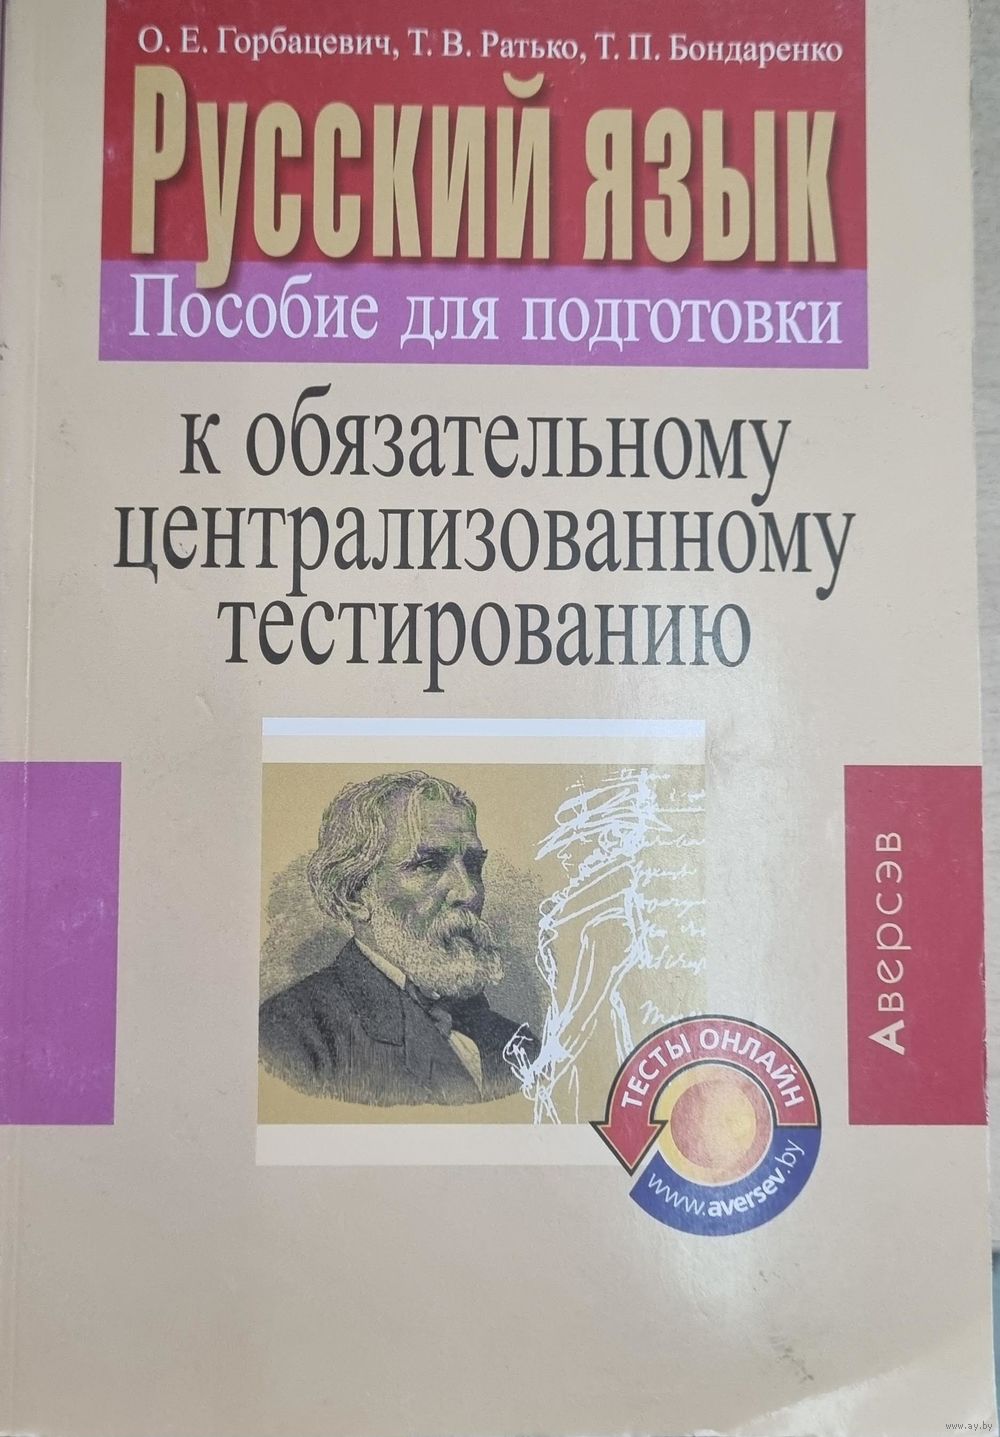 О. Е. Горбацевич, Т. В. Ратько, Т. П. Бондаренко
Русский язык
Пособие для подготовки
к обязательному
централизованному
тестированию
Аверсэв
ТЕСТЫ ОНЛАЙН
www.aversev.by
www.ay.by